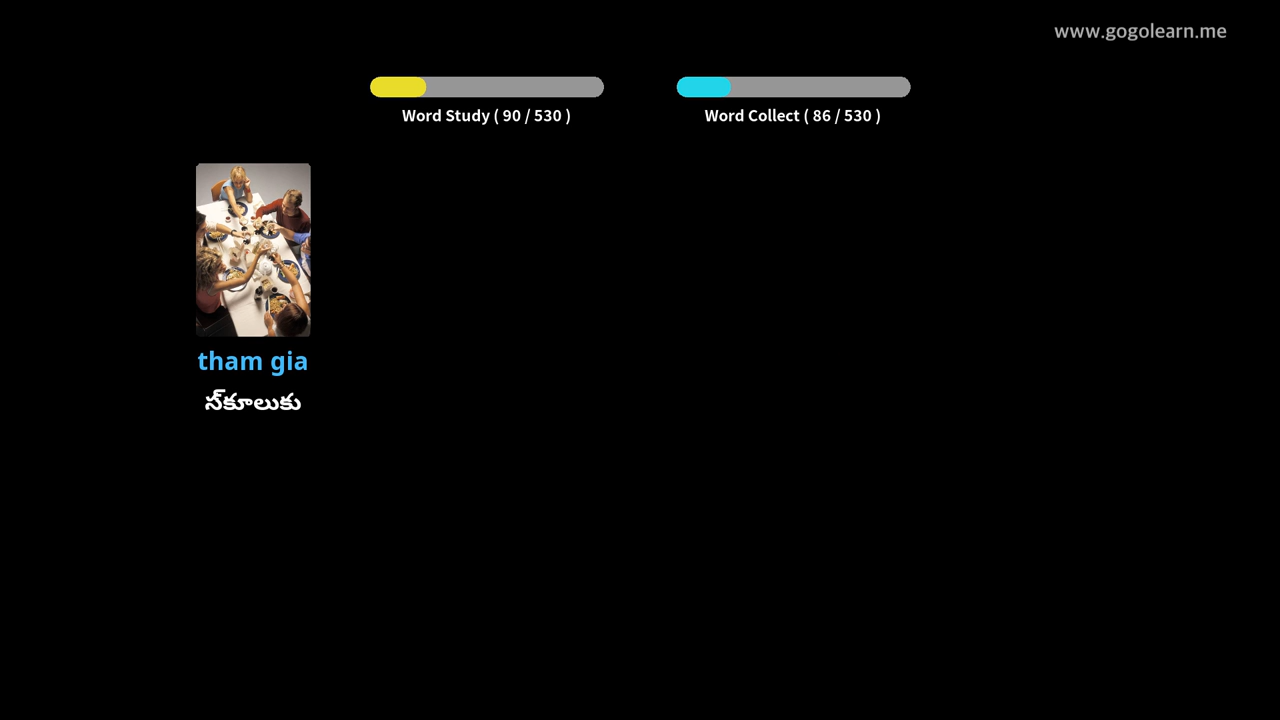 www.gogolearn.me
Word Study ( 90 / 530 )
Word Collect ( 86 / 530 )
tham gia
స్‌కూలుకు